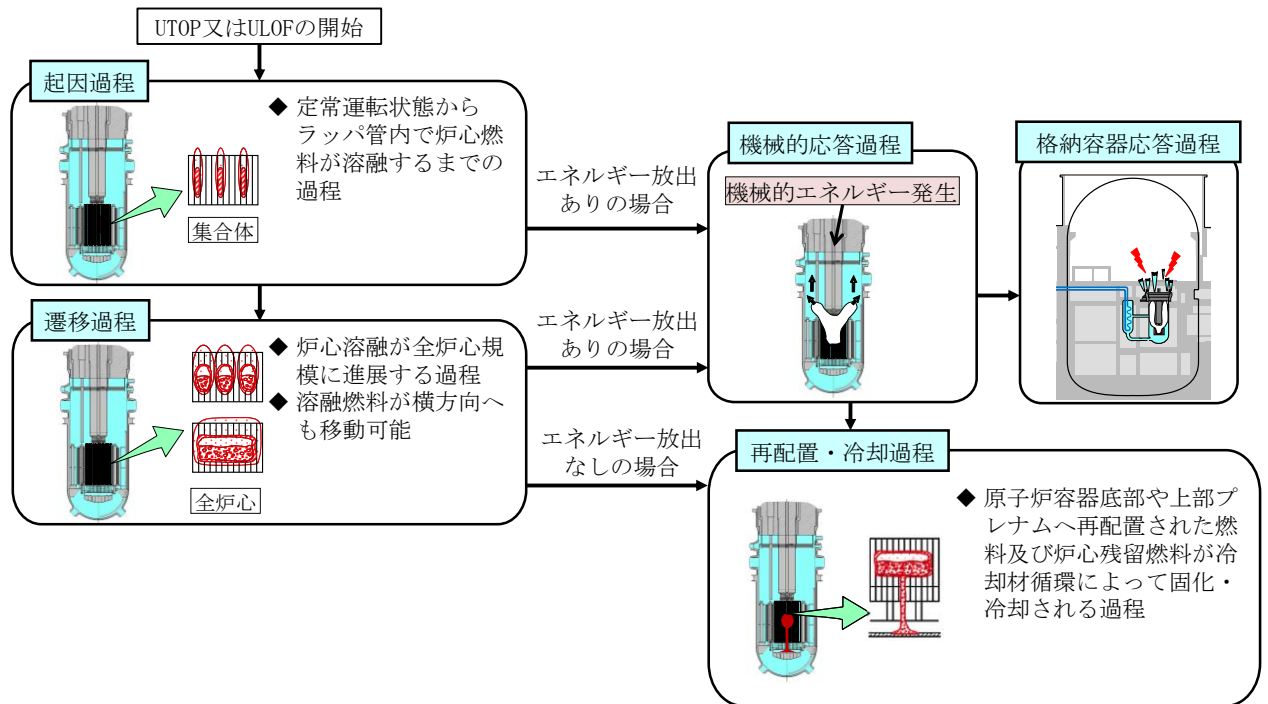 UTOP又はULOFの開始
起因過程
◆ 定常運転状態から
ラッパ管内で炉心燃
料が溶融するまでの
過程
集合体
エネルギー放出
ありの場合
機械的応答過程
機械的エネルギー発生
格納容器応答過程
遷移過程
◆ 炉心溶融が全炉心規
模に進展する過程
◆ 溶融燃料が横方向へ
も移動可能
全炉心
エネルギー放出
ありの場合
エネルギー放出
なしの場合
再配置・冷却過程
◆ 原子炉容器底部や上部プ
レナムへ再配置された燃
料及び炉心残留燃料が冷
却材循環によって固化・
冷却される過程